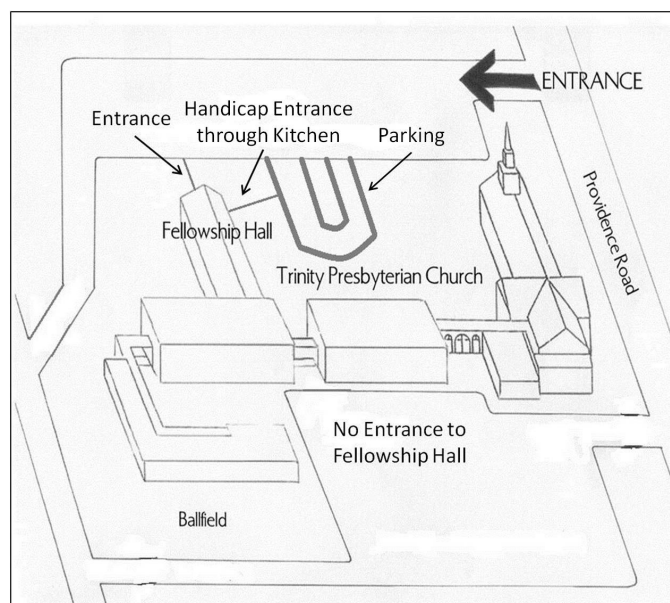 ENTRANCE
Entrance
Handicap Entrance
through Kitchen
Parking
Providence Road
Fellowship Hall
Trinity Presbyterian Church
No Entrance to
Fellowship Hall
Ballfield